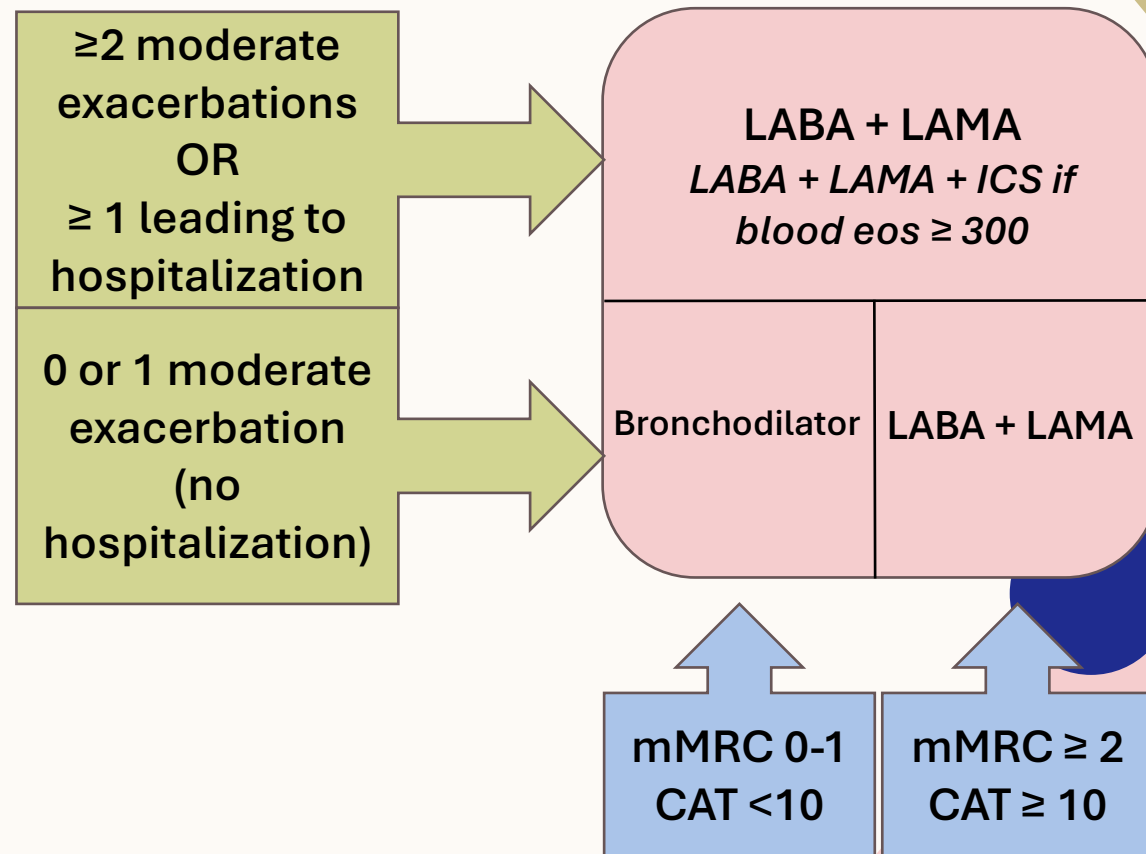 ≥2 moderate
exacerbations
OR
≥ 1 leading to
hospitalization
LABA + LAMA
LABA + LAMA + ICS if
blood eos ≥ 300
0 or 1 moderate
exacerbation
(no
hospitalization)
Bronchodilator
LABA + LAMA
mMRC 0-1
CAT <10
mMRC ≥ 2
CAT ≥ 10